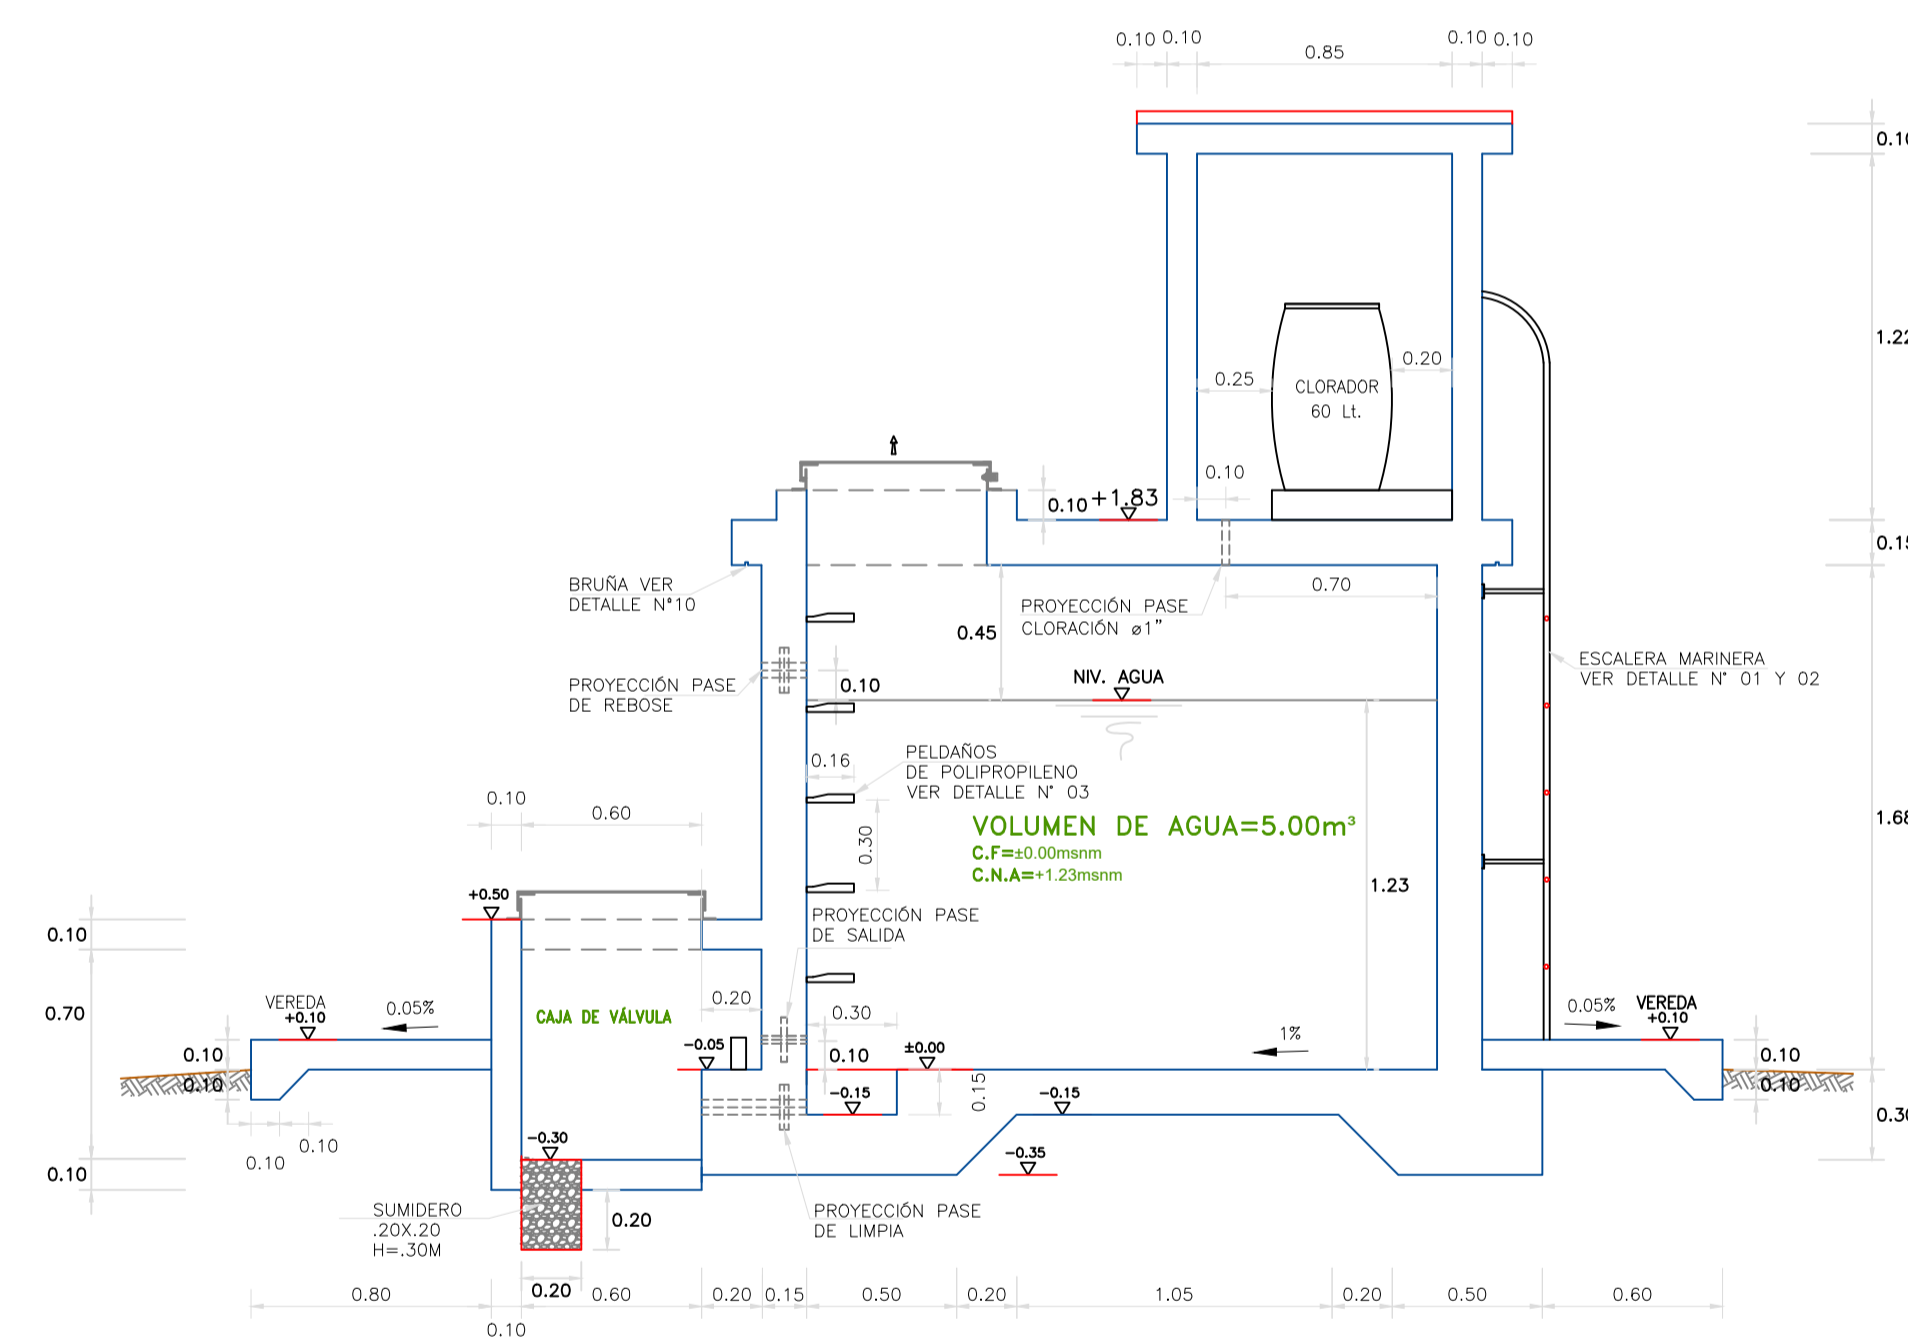 0.10 0.10
0.85
0.10 0.10
0.10
1.22
0.20
0.25
CLORADOR
60 Lt.
0.10
0.10
+1.83
0.15
BRUÑA VER
DETALLE N°10
0.70
PROYECCIÓN PASE
CLORACIÓN ø1"
0.45
ESCALERA MARINERA
VER DETALLE N° 01 Y 02
NIV. AGUA
PROYECCIÓN PASE
DE REBOSE
0.10
0.16
PELDAÑOS
DE POLIPROPILENO
VER DETALLE N° 03
0.10
0.60
0.30
VOLUMEN DE AGUA=5.00m³
C.F=±0.00msnm
C.N.A=+1.23msnm
1.68
1.23
+0.50
PROYECCIÓN PASE
DE SALIDA
0.10
0.70
VEREDA
+0.10
0.05%
CAJA DE VÁLVULA
0.20
0.30
1%
0.05%
VEREDA
+0.10
0.10
0.10
-0.05
0.10
±0.00
0.15
-0.15
-0.15
0.10
0.10
0.30
0.10
0.10
-0.30
-0.35
0.10
SUMIDERO
.20X.20
H=.30M
0.20
PROYECCIÓN PASE
DE LIMPIA
0.80
0.10
0.20
0.60
0.20
0.15
0.50
0.20
1.05
0.20
0.50
0.60